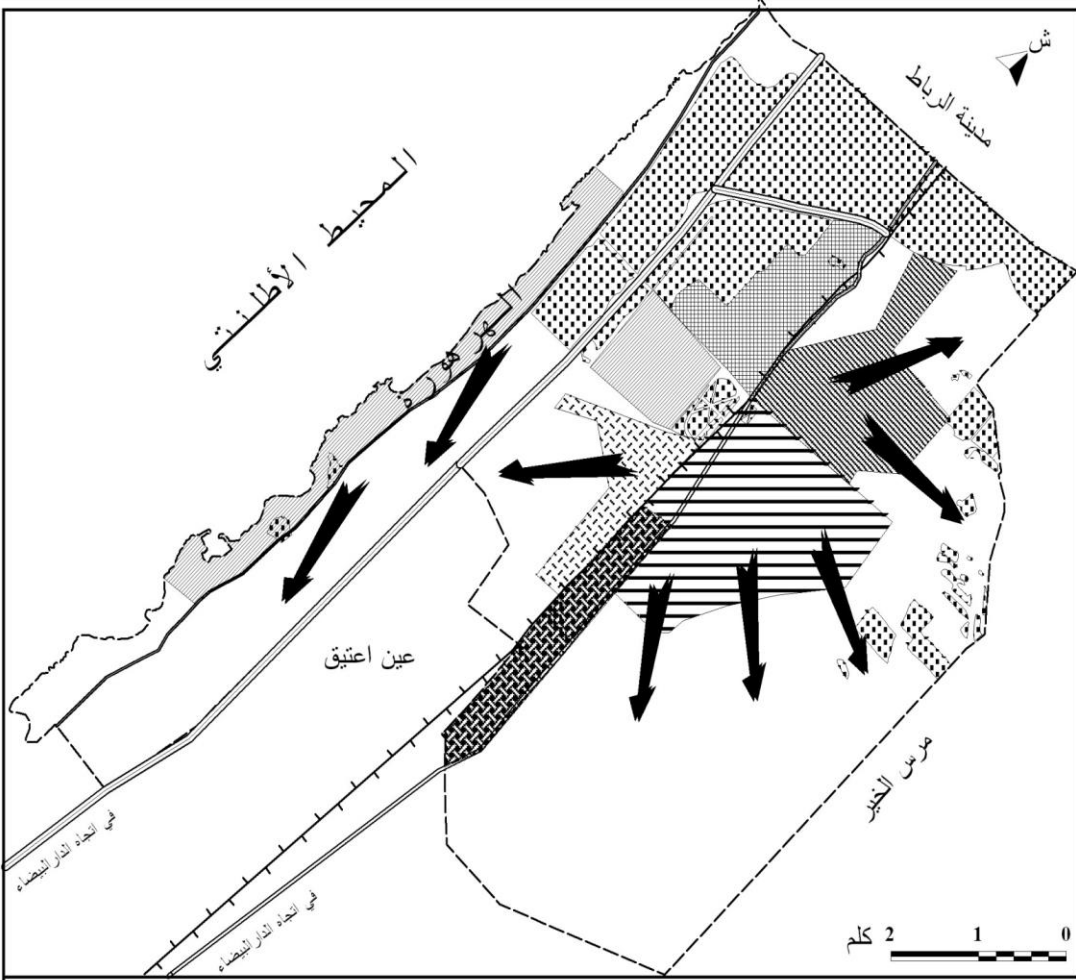 ش
مدينة الرباط
المحيط الأطلنتي
الهرهورة
عين اعتيق
مرس الخير
في اتجاه الدار البيضاء
في اتجاه الدار البيضاء
كلم 2 1 0